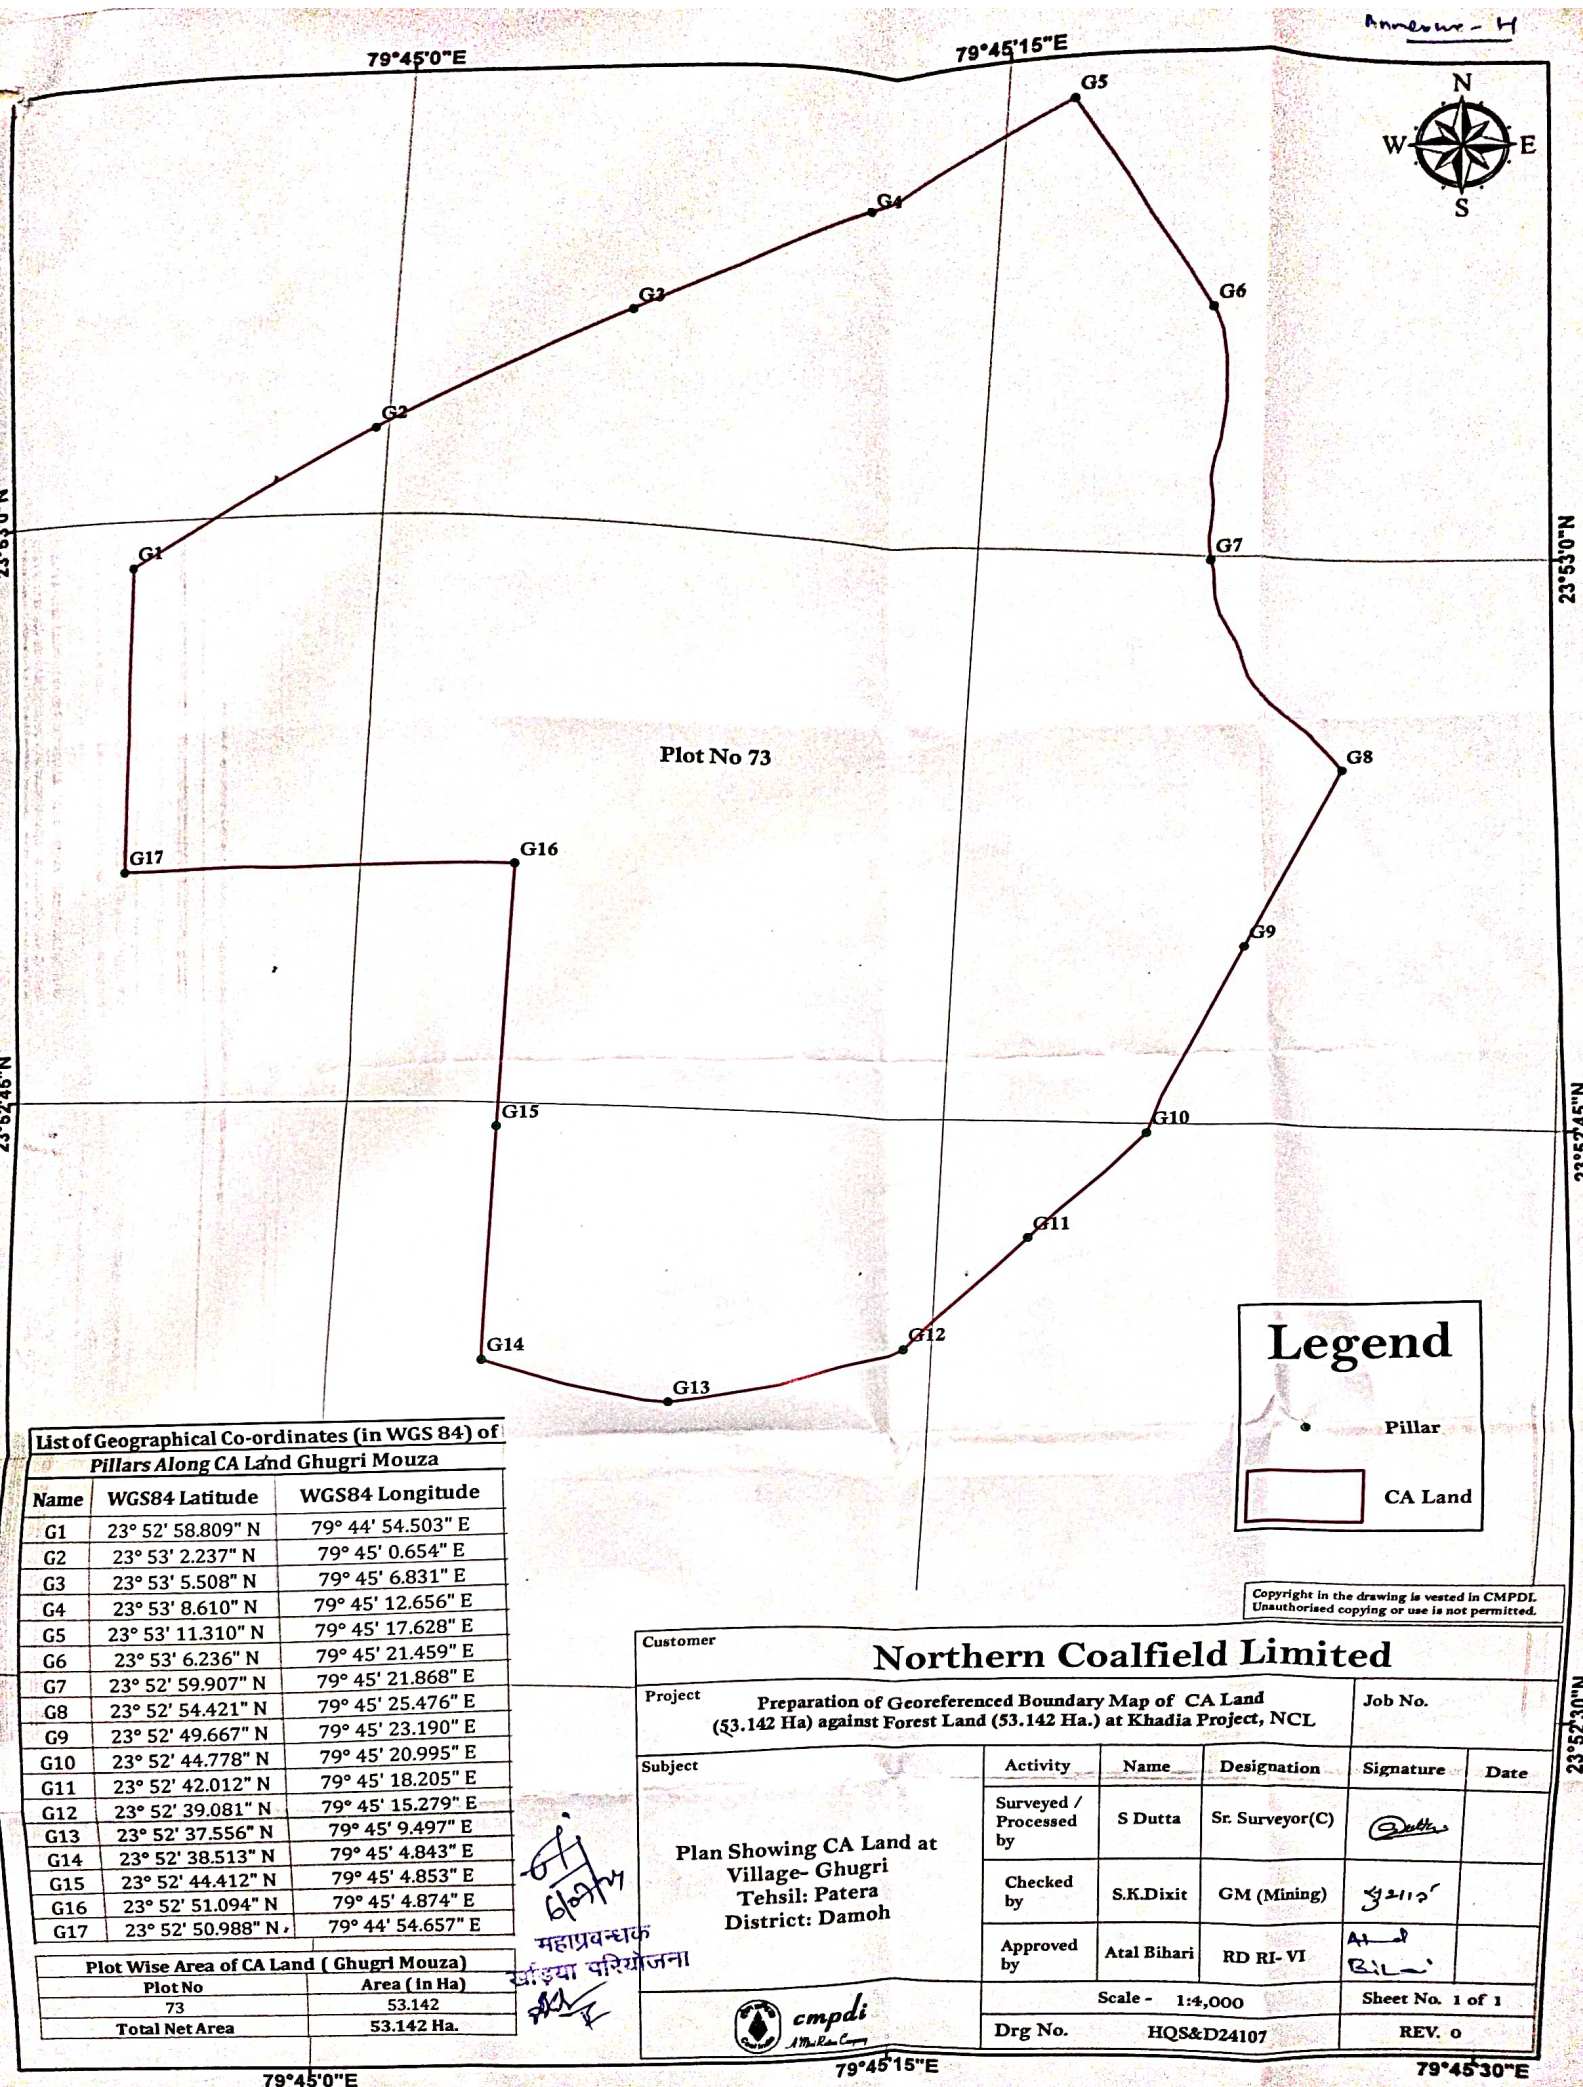 Annexure - H
79°45'0"E
79°45'15"E
N
W E
S
G5
G4
G6
G3
G2
23°53'0"N
G1
G7
23°53'0"N
Plot No 73
G8
G17
G16
G9
23°52'45"N
G15
G10
23°52'45"N
G11
G12
G14
G13
Legend
Pillar
CA Land
List of Geographical Co-ordinates (in WGS 84) of
Pillars Along CA Land Ghugri Mouza
Name WGS84 Latitude WGS84 Longitude
G1 23° 52' 58.809" N 79° 44' 54.503" E
G2 23° 53' 2.237" N 79° 45' 0.654" E
G3 23° 53' 5.508" N 79° 45' 6.831" E
G4 23° 53' 8.610" N 79° 45' 12.656" E
G5 23° 53' 11.310" N 79° 45' 17.628" E
G6 23° 53' 6.236" N 79° 45' 21.459" E
G7 23° 52' 59.907" N 79° 45' 21.868" E
G8 23° 52' 54.421" N 79° 45' 25.476" E
G9 23° 52' 49.667" N 79° 45' 23.190" E
G10 23° 52' 44.778" N 79° 45' 20.995" E
G11 23° 52' 42.012" N 79° 45' 18.205" E
G12 23° 52' 39.081" N 79° 45' 15.279" E
G13 23° 52' 37.556" N 79° 45' 9.497" E
G14 23° 52' 38.513" N 79° 45' 4.843" E
G15 23° 52' 44.412" N 79° 45' 4.853" E
G16 23° 52' 51.094" N 79° 45' 4.874" E
G17 23° 52' 50.988" N 79° 44' 54.657" E
Plot Wise Area of CA Land ( Ghugri Mouza)
Plot No Area ( in Ha)
73 53.142
Total Net Area 53.142 Ha.
महाप्रबन्धक
खड़िया परियोजना
Copyright in the drawing is vested in CMPDI.
Unauthorised copying or use is not permitted.
Customer
Northern Coalfield Limited
Project
Preparation of Georeferenced Boundary Map of CA Land
(53.142 Ha) against Forest Land (53.142 Ha.) at Khadia Project, NCL
Job No.
23°52'30"N
Subject
Plan Showing CA Land at
Village- Ghugri
Tehsil: Patera
District: Damoh
Activity Name Designation Signature Date
Surveyed /
Processed
by
S Dutta Sr. Surveyor(C)
Checked
by
S.K.Dixit GM (Mining)
Approved
by
Atal Bihari RD RI- VI
Atal
Bihari
Scale - 1:4,000
Sheet No. 1 of 1
cmpdi
A Mini Ratna Company
Drg No. HQS&D24107 REV. 0
79°45'0"E
79°45'15"E
79°45'30"E